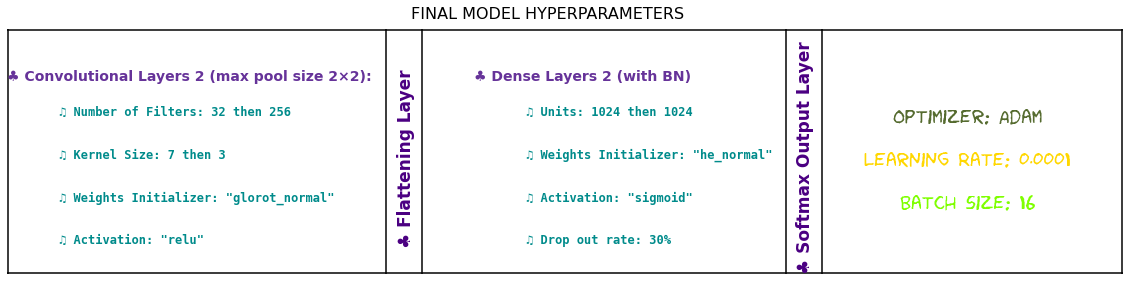 FINAL MODEL HYPERPARAMETERS
♣ Convolutional Layers 2 (max pool size 2×2):
♫ Number of Filters: 32 then 256
♫ Kernel Size: 7 then 3
♫ Weights Initializer: "glorot_normal"
♫ Activation: "relu"
♣ Flattening Layer
♣ Dense Layers 2 (with BN)
♫ Units: 1024 then 1024
♫ Weights Initializer: "he_normal"
♫ Activation: "sigmoid"
♫ Drop out rate: 30%
♣ Softmax Output Layer
OPTIMIZER: ADAM
LEARNING RATE: 0.0001
BATCH SIZE: 16